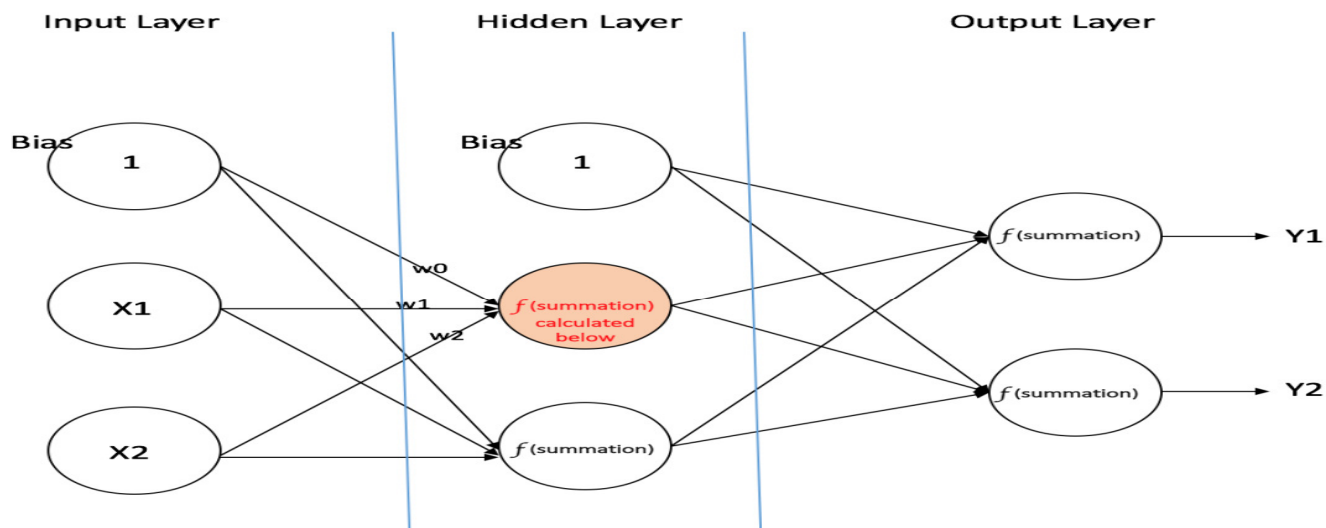 Input Layer
Hidden Layer
Output Layer
Bias
1
Bias
1
f(summation)
Y1
w0
X1
w1
f(summation)
calculated
below
w2
f(summation)
Y2
X2
f(summation)